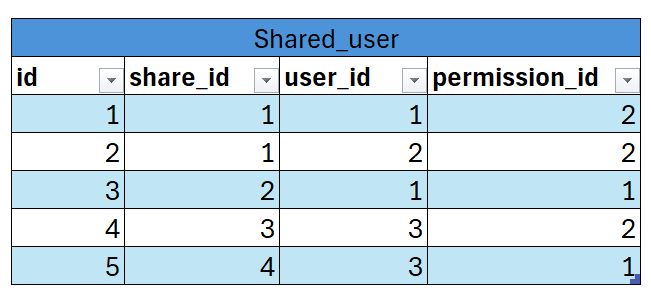 Shared_user
id share_id user_id permission_id
1 1 1 2
2 1 2 2
3 2 1 1
4 3 3 2
5 4 3 1